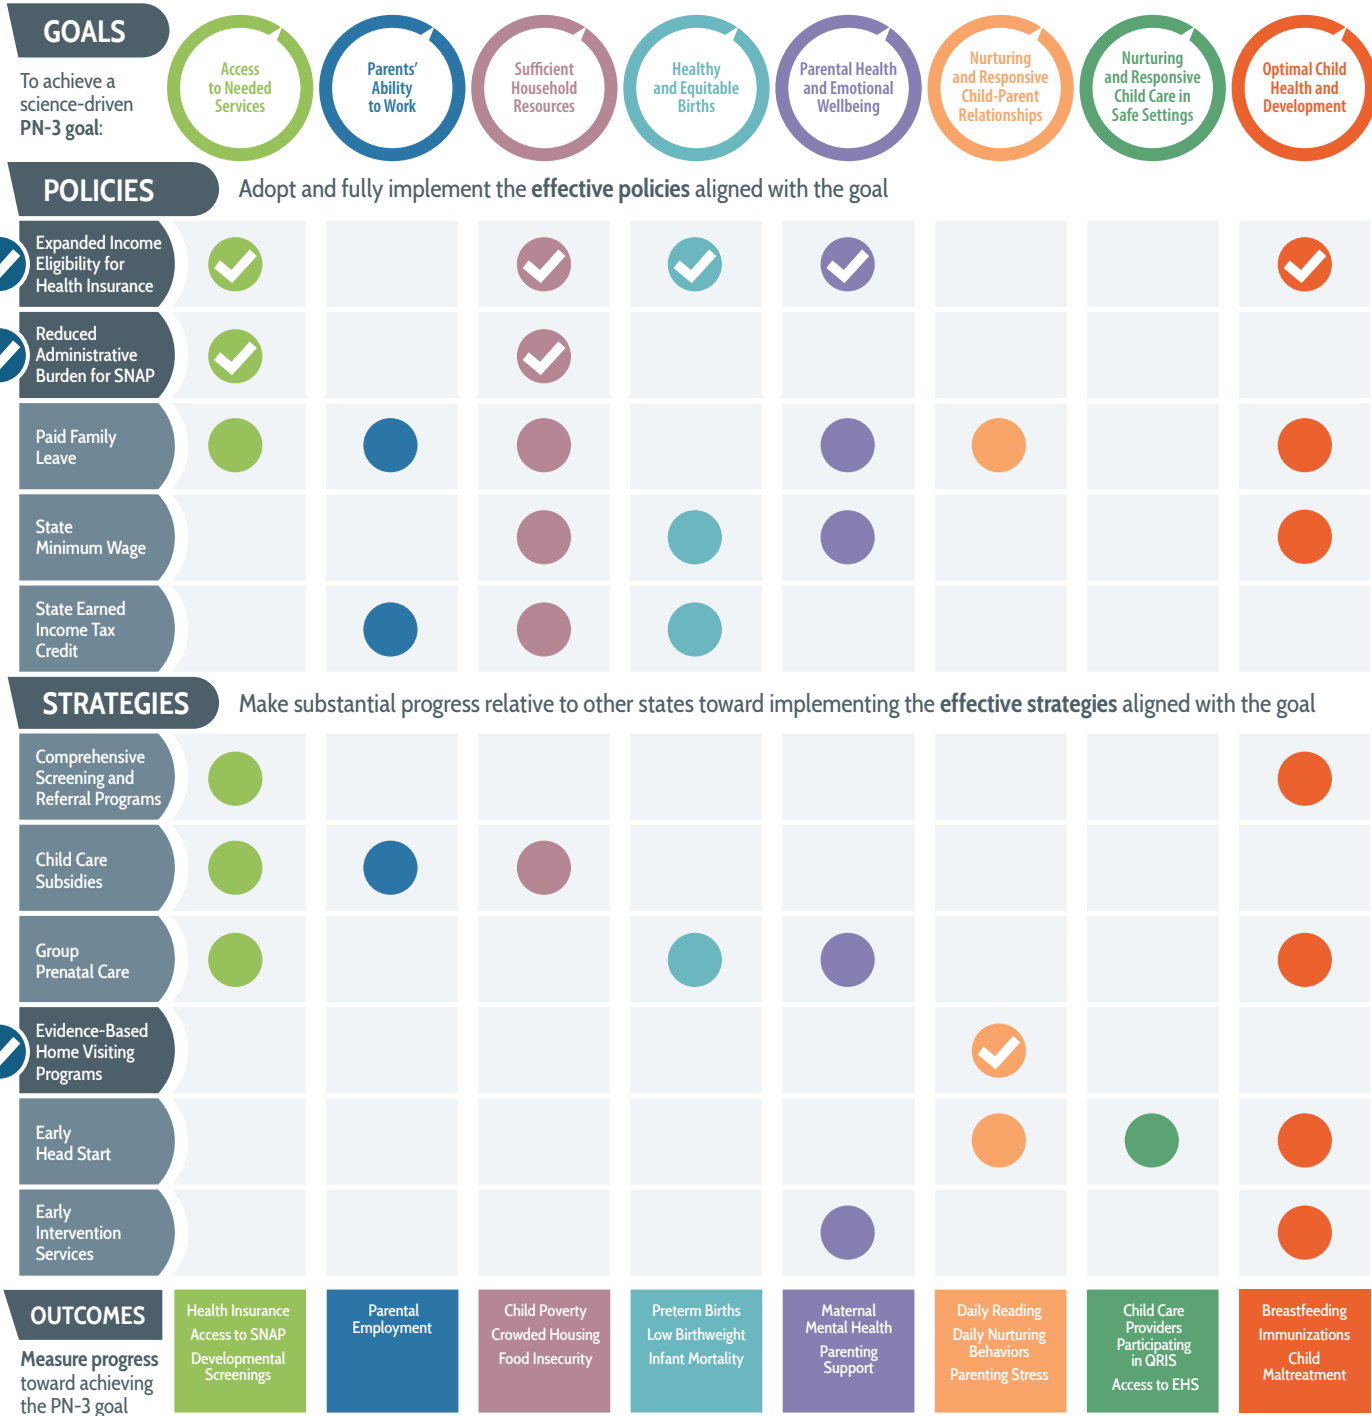 GOALS
To achieve a
science-driven
PN-3 goal:
Access
to Needed
Services
Parents'
Ability
to Work
Sufficient
Household
Resources
Healthy
and Equitable
Births
Parental Health
and Emotional
Wellbeing
Nurturing
and Responsive
Child-Parent
Relationships
Nurturing
and Responsive
Child Care in
Safe Settings
Optimal Child
Health and
Development
POLICIES
Adopt and fully implement the effective policies aligned with the goal
Expanded Income
Eligibility for
Health Insurance
Reduced
Administrative
Burden for SNAP
Paid Family
Leave
State
Minimum Wage
State Earned
Income Tax
Credit
STRATEGIES
Make substantial progress relative to other states toward implementing the effective strategies aligned with the goal
Comprehensive
Screening and
Referral Programs
Child Care
Subsidies
Group
Prenatal Care
Evidence-Based
Home Visiting
Programs
Early
Head Start
Early
Intervention
Services
OUTCOMES
Measure progress
toward achieving
the PN-3 goal
Health Insurance
Access to SNAP
Developmental
Screenings
Parental
Employment
Child Poverty
Crowded Housing
Food Insecurity
Preterm Births
Low Birthweight
Infant Mortality
Maternal
Mental Health
Parenting
Support
Daily Reading
Daily Nurturing
Behaviors
Parenting Stress
Child Care
Providers
Participating
in QRIS
Access to EHS
Breastfeeding
Immunizations
Child
Maltreatment